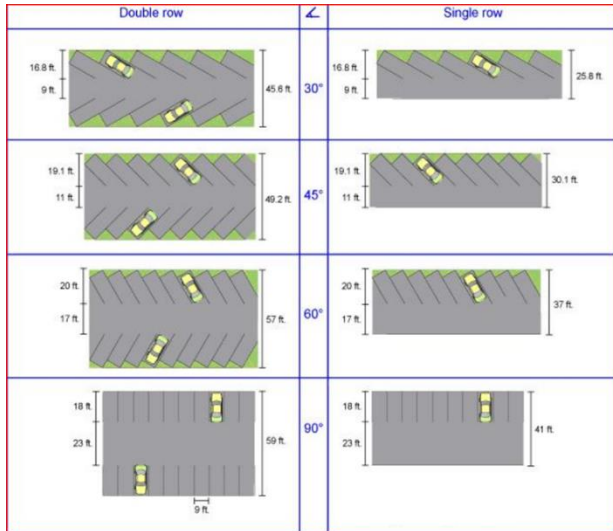 Double row ∡ Single row
16.8 ft. 9 ft. 45.6 ft. 30° 16.8 ft. 9 ft. 25.8 ft.
19.1 ft. 11 ft. 49.2 ft. 45° 19.1 ft. 11 ft. 30.1 ft.
20 ft. 17 ft. 57 ft. 60° 20 ft. 17 ft. 37 ft.
18 ft. 23 ft. 59 ft. 90° 18 ft. 23 ft. 41 ft.
9 ft.